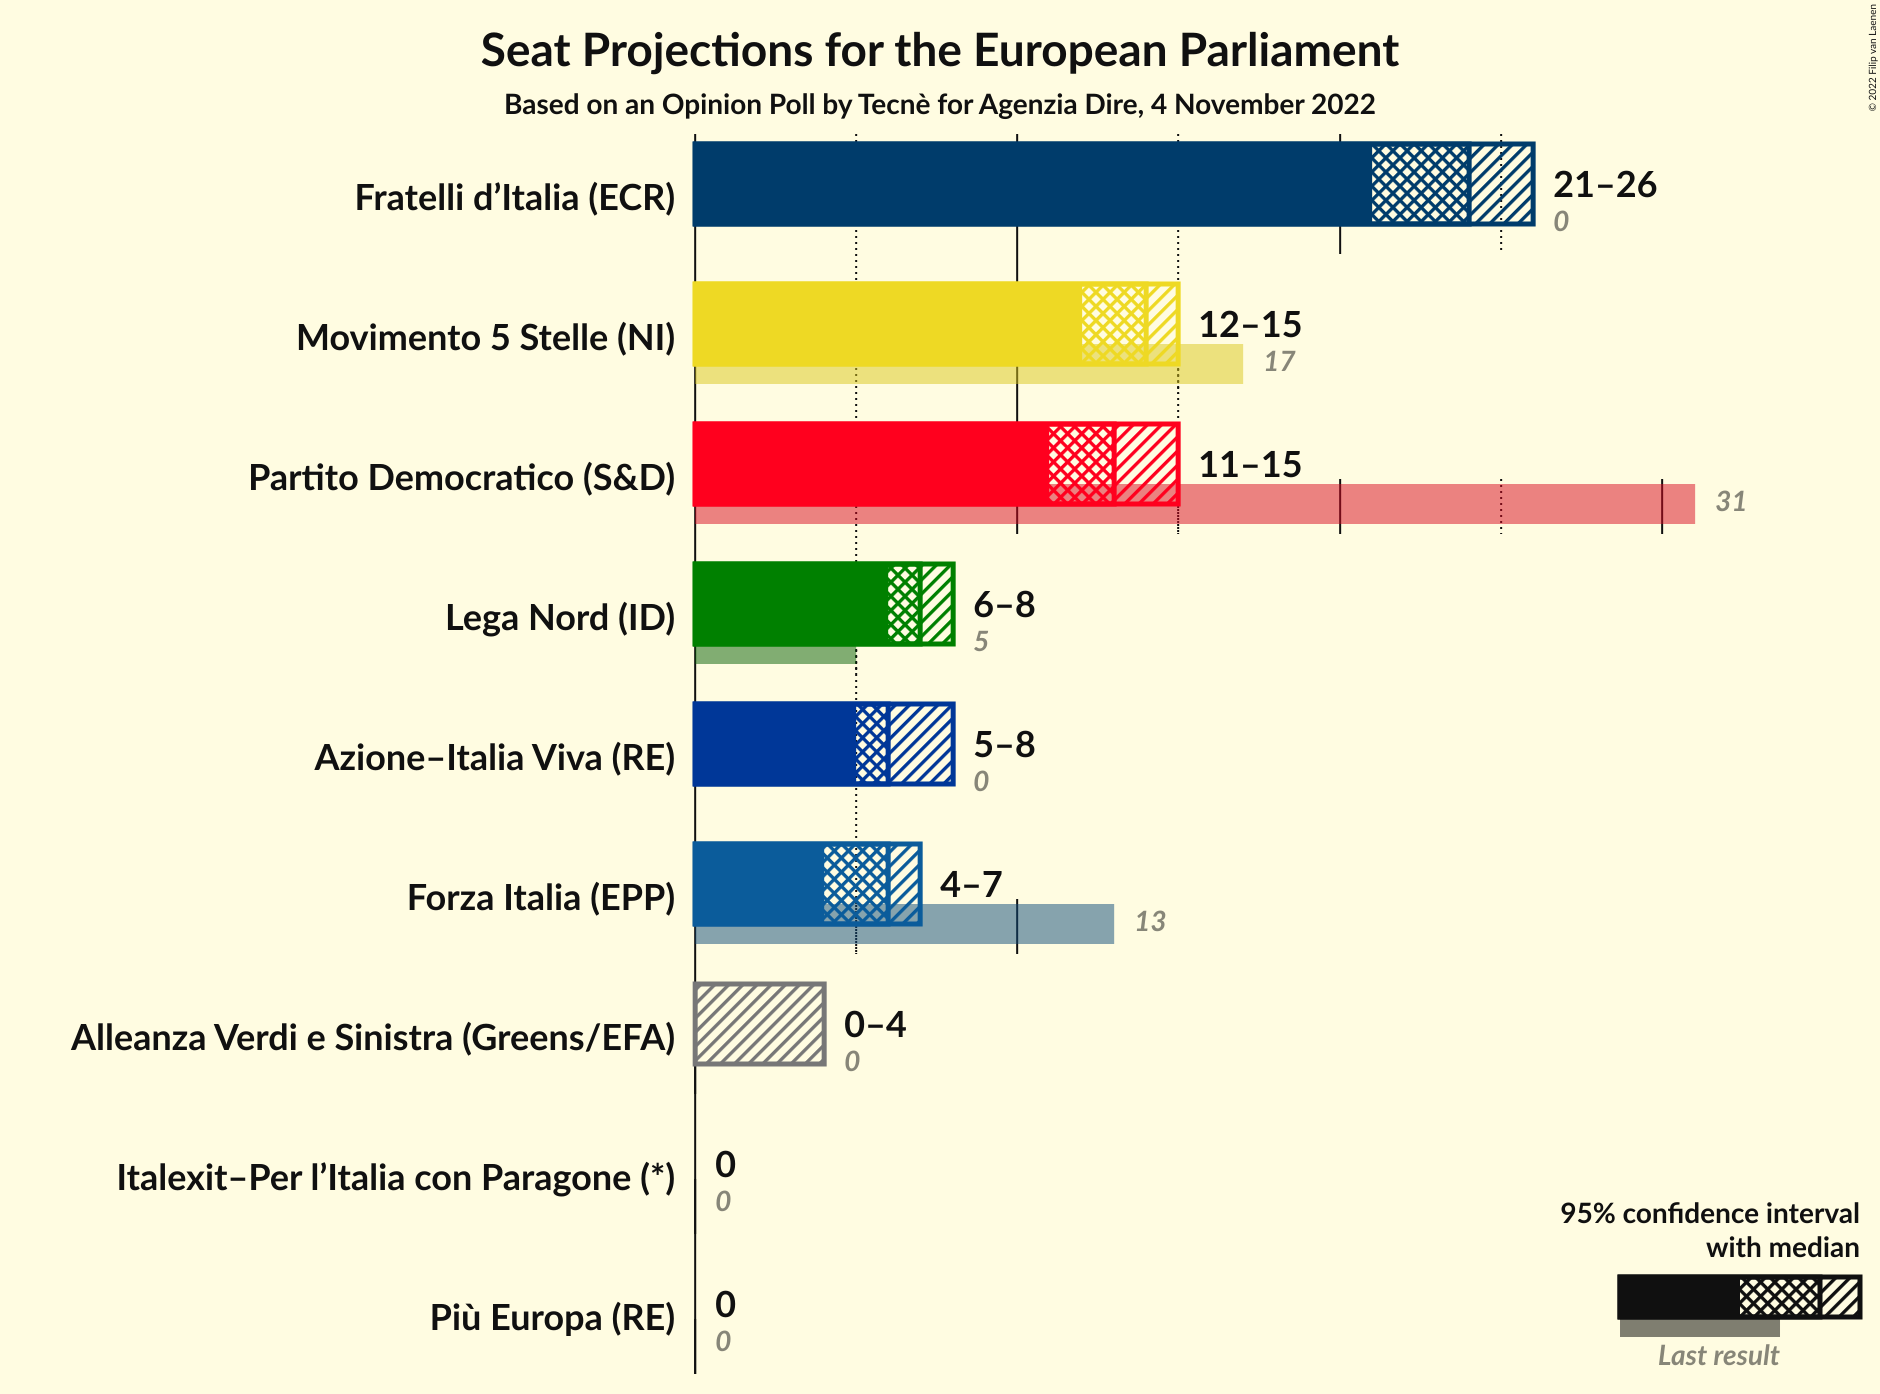 Seat Projections for the European Parliament
Based on an Opinion Poll by Tecnè for Agenzia Dire, 4 November 2022
© 2022 Filip van Laenen
Fratelli d’Italia (ECR)
21–26
0
Movimento 5 Stelle (NI)
12–15
17
Partito Democratico (S&D)
11–15
31
Lega Nord (ID)
6–8
5
Azione–Italia Viva (RE)
5–8
0
Forza Italia (EPP)
4–7
13
Alleanza Verdi e Sinistra (Greens/EFA)
0–4
0
Italexit–Per l’Italia con Paragone (*)
0
0
Più Europa (RE)
0
0
95% confidence interval
with median
Last result